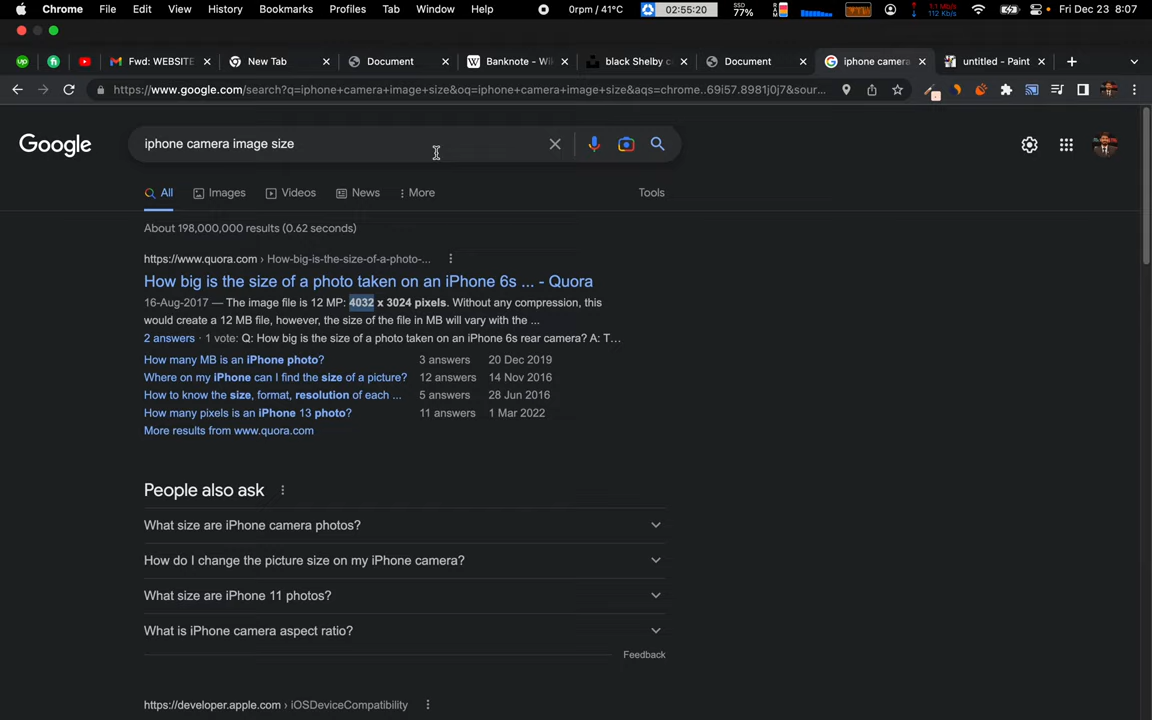 Chrome File Edit View History Bookmarks Profiles Tab Window Help 0rpm / 41°C 02:55:20 SSD 77% 1.1 Mb/s 112 Kb/s Fri Dec 23 8:07
up fi Fwd: WEBSITE New Tab Document Banknote - Wi black Shelby c Document iphone camera untitled - Paint
https://www.google.com/search?q=iphone+camera+image+size&oq=iphone+camera+image+size&aqs=chrome..69i57.8981j0j7&sour...
Google iphone camera image size
All Images Videos News More Tools
About 198,000,000 results (0.62 seconds)
https://www.quora.com › How-big-is-the-size-of-a-photo-...
How big is the size of a photo taken on an iPhone 6s ... - Quora
16-Aug-2017 — The image file is 12 MP: 4032 x 3024 pixels. Without any compression, this
would create a 12 MB file, however, the size of the file in MB will vary with the ...
2 answers · 1 vote: Q: How big is the size of a photo taken on an iPhone 6s rear camera? A: T...
How many MB is an iPhone photo? 3 answers 20 Dec 2019
Where on my iPhone can I find the size of a picture? 12 answers 14 Nov 2016
How to know the size, format, resolution of each ... 5 answers 28 Jun 2016
How many pixels is an iPhone 13 photo? 11 answers 1 Mar 2022
More results from www.quora.com
People also ask
What size are iPhone camera photos?
How do I change the picture size on my iPhone camera?
What size are iPhone 11 photos?
What is iPhone camera aspect ratio?
Feedback
https://developer.apple.com › iOSDeviceCompatibility